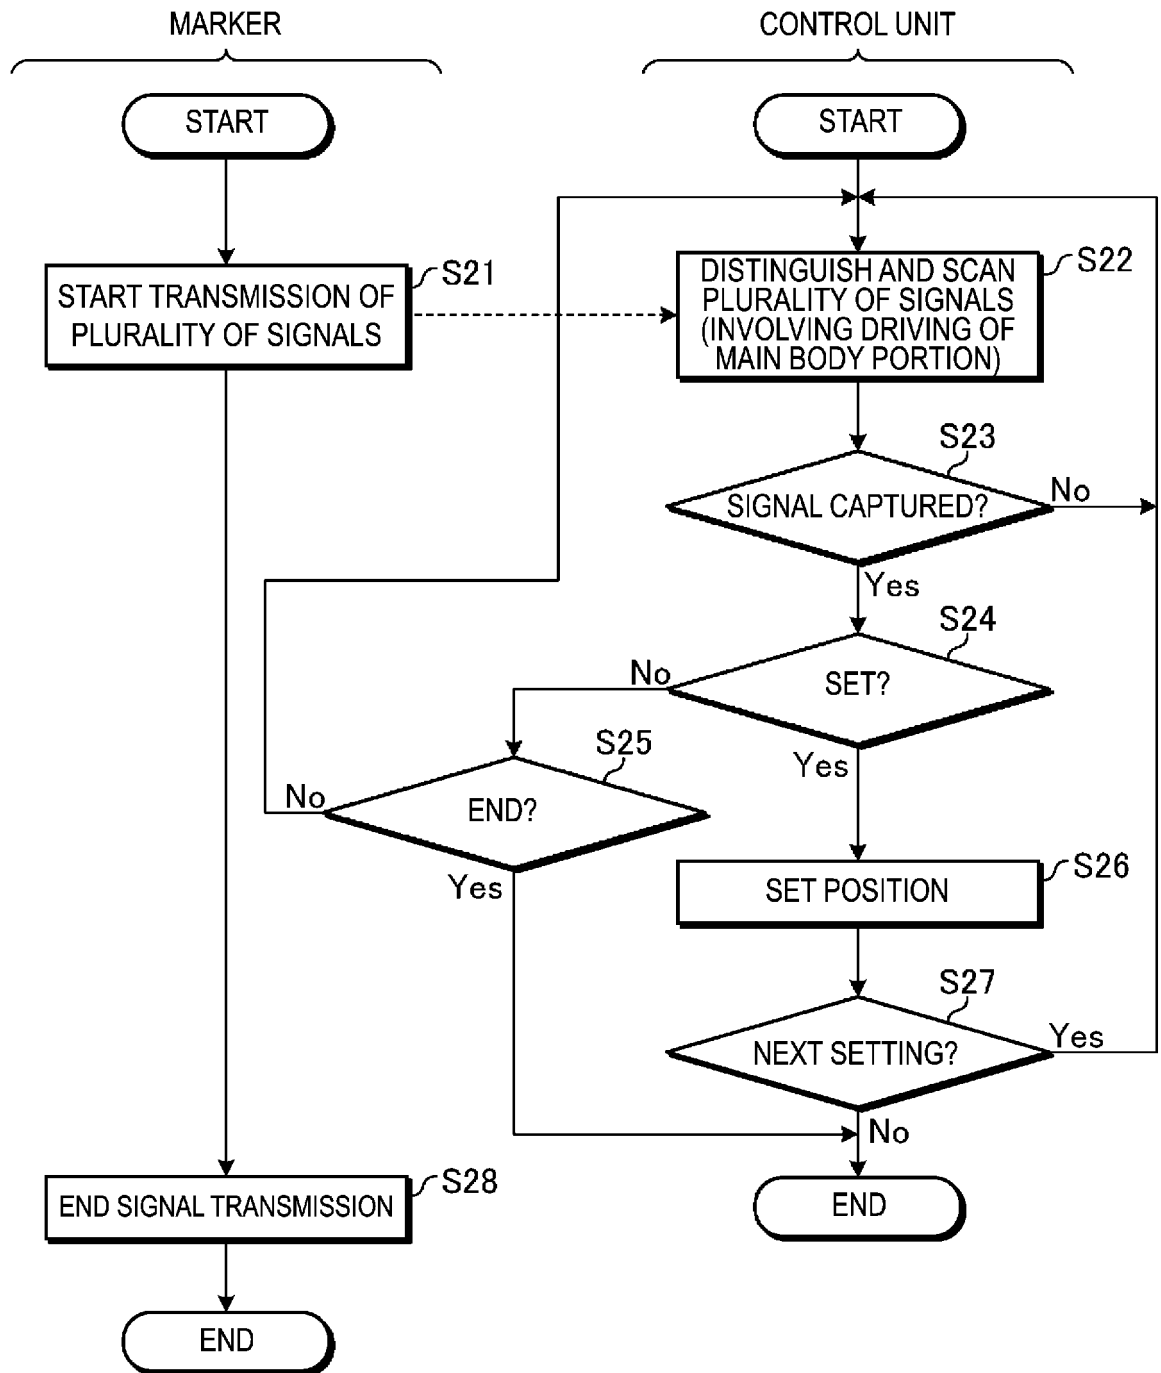 MARKER
CONTROL UNIT
START
START
S21
START TRANSMISSION OF
PLURALITY OF SIGNALS
S22
DISTINGUISH AND SCAN
PLURALITY OF SIGNALS
(INVOLVING DRIVING OF
MAIN BODY PORTION)
S23
SIGNAL CAPTURED?
No
Yes
S24
SET?
No
Yes
S25
END?
No
Yes
S26
SET POSITION
S27
NEXT SETTING?
Yes
No
S28
END SIGNAL TRANSMISSION
END
END